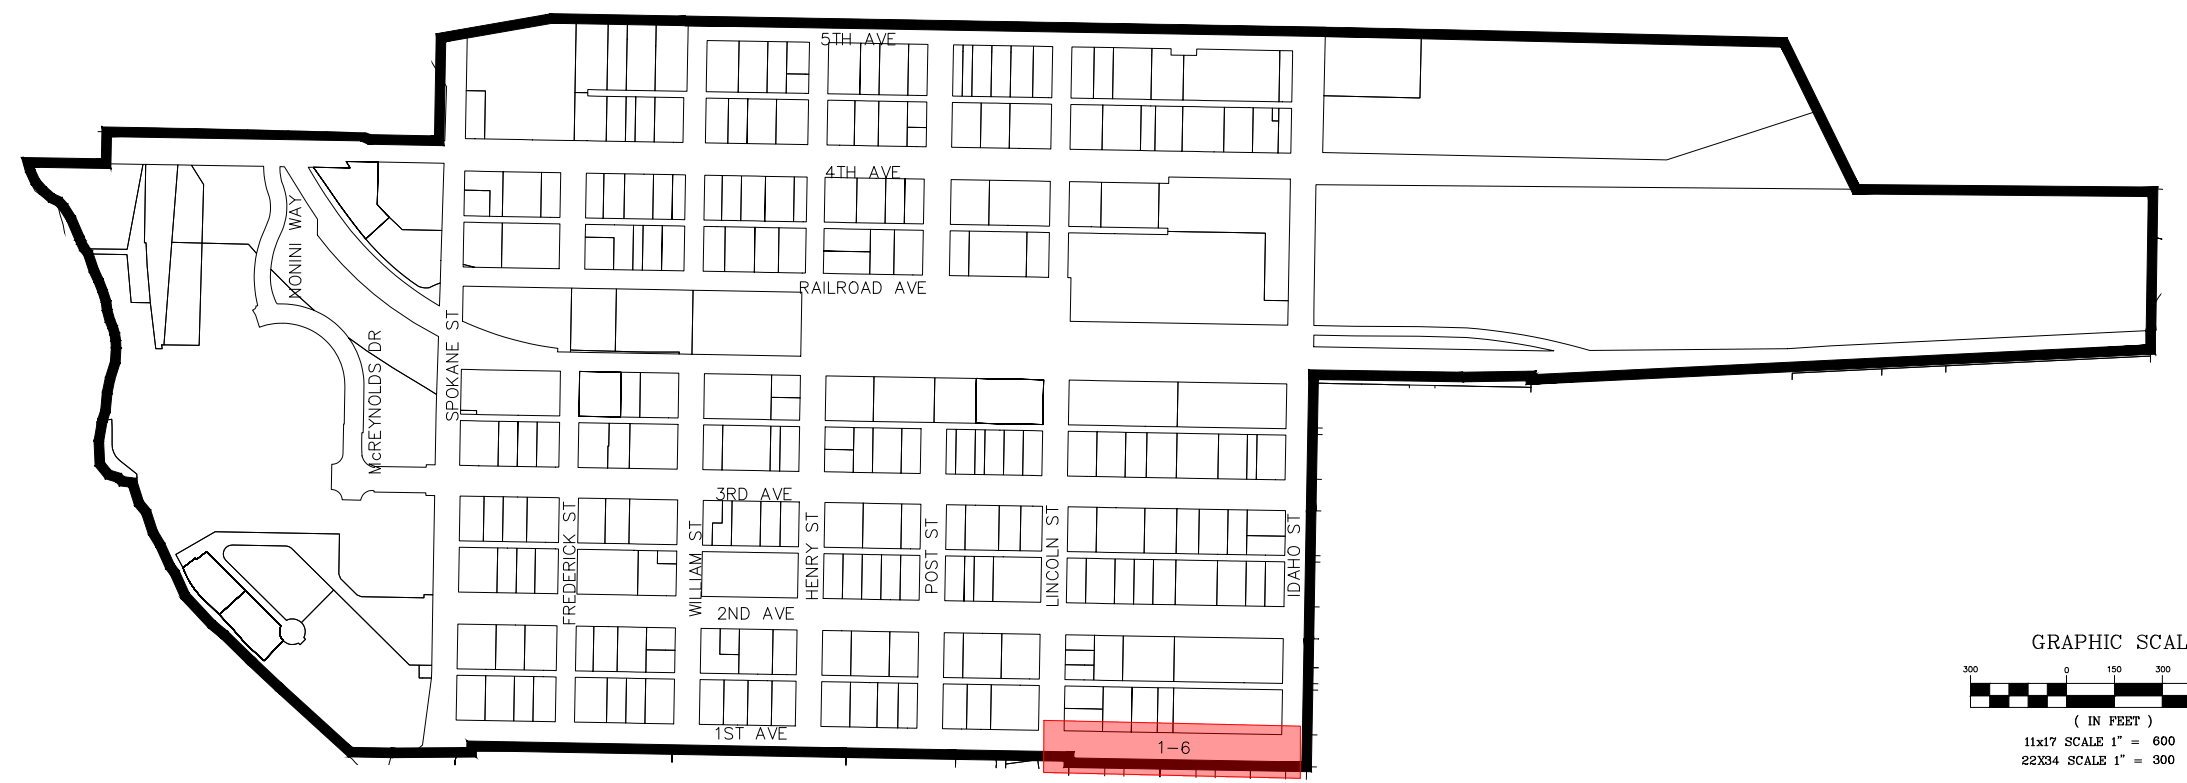 5TH AVE
4TH AVE
MONINI WAY
RAILROAD AVE
McREYNOLDS DR
SPOKANE ST
3RD AVE
FREDERICK ST
WILLIAM ST
HENRY ST
POST ST
LINCOLN ST
IDAHO ST
2ND AVE
1ST AVE
1-6
GRAPHIC SCAL
300 0 150 300
( IN FEET )
11x17 SCALE 1" = 600
22X34 SCALE 1" = 300